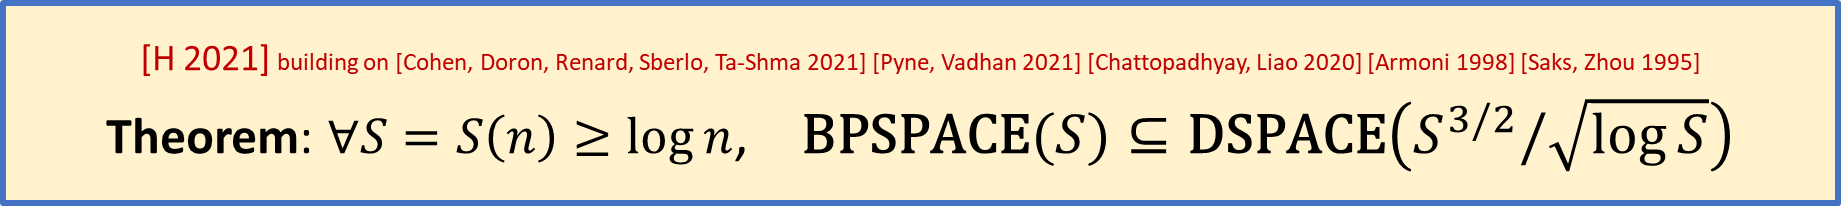 [H 2021] building on [Cohen, Doron, Renard, Sberlo, Ta-Shma 2021] [Pyne, Vadhan 2021] [Chattopadhyay, Liao 2020] [Armoni 1998] [Saks, Zhou 1995]
Theorem: ∀S = S(n) ≥ log n, BPSPACE(S) ⊆ DSPACE(S^{3/2}/√log S)